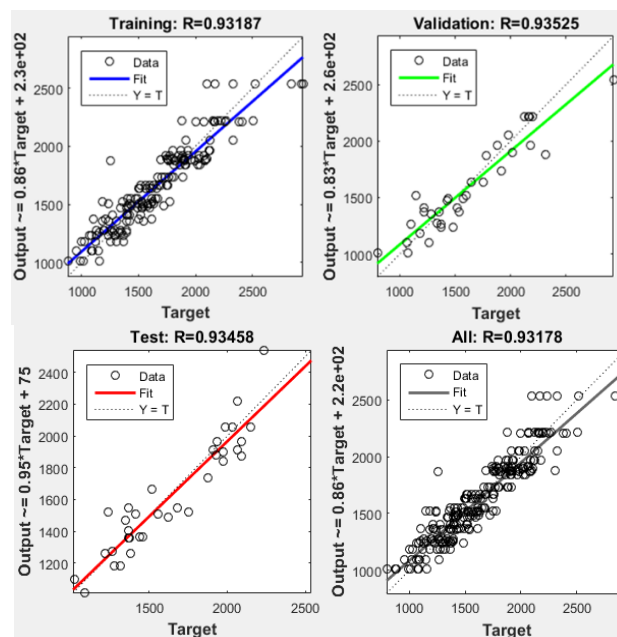 Training: R=0.93187
Output ~= 0.86*Target + 2.3e+02
Data
Fit
Y = T
2500
2000
1500
1000
1000 1500 2000 2500
Target
Validation: R=0.93525
Output ~= 0.83*Target + 2.6e+02
Data
Fit
Y = T
2500
2000
1500
1000
1000 1500 2000 2500
Target
Test: R=0.93458
Output ~= 0.95*Target + 75
Data
Fit
Y = T
2400
2200
2000
1800
1600
1400
1200
1500 2000 2500
Target
All: R=0.93178
Output ~= 0.86*Target + 2.2e+02
Data
Fit
Y = T
2500
2000
1500
1000
1000 1500 2000 2500
Target